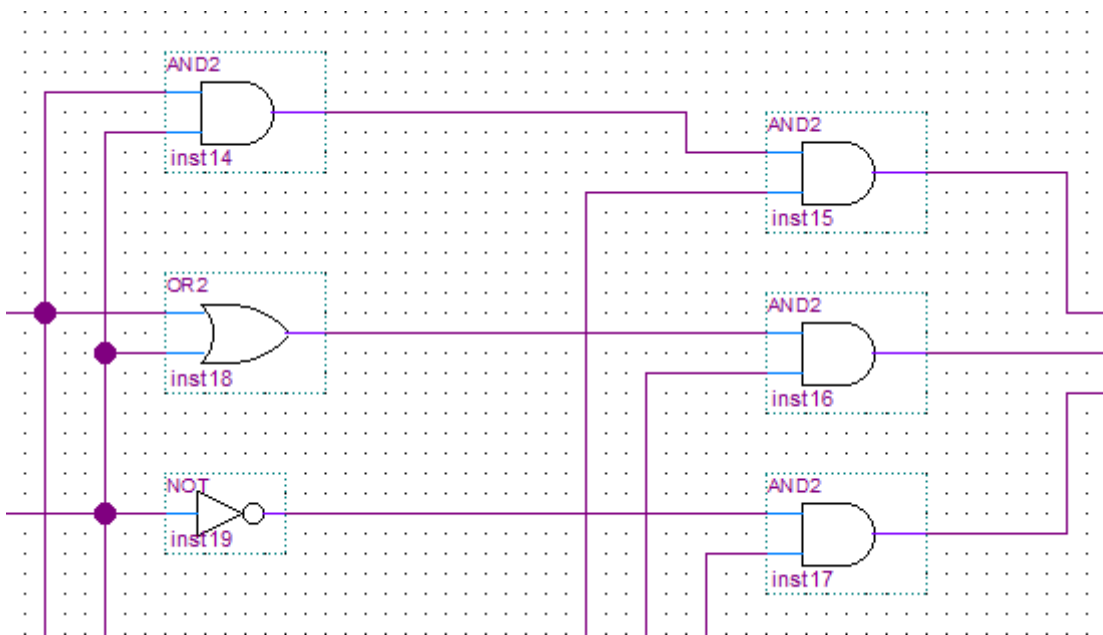 AND2
inst14
AND2
inst15
OR2
inst18
AND2
inst16
NOT
inst19
AND2
inst17